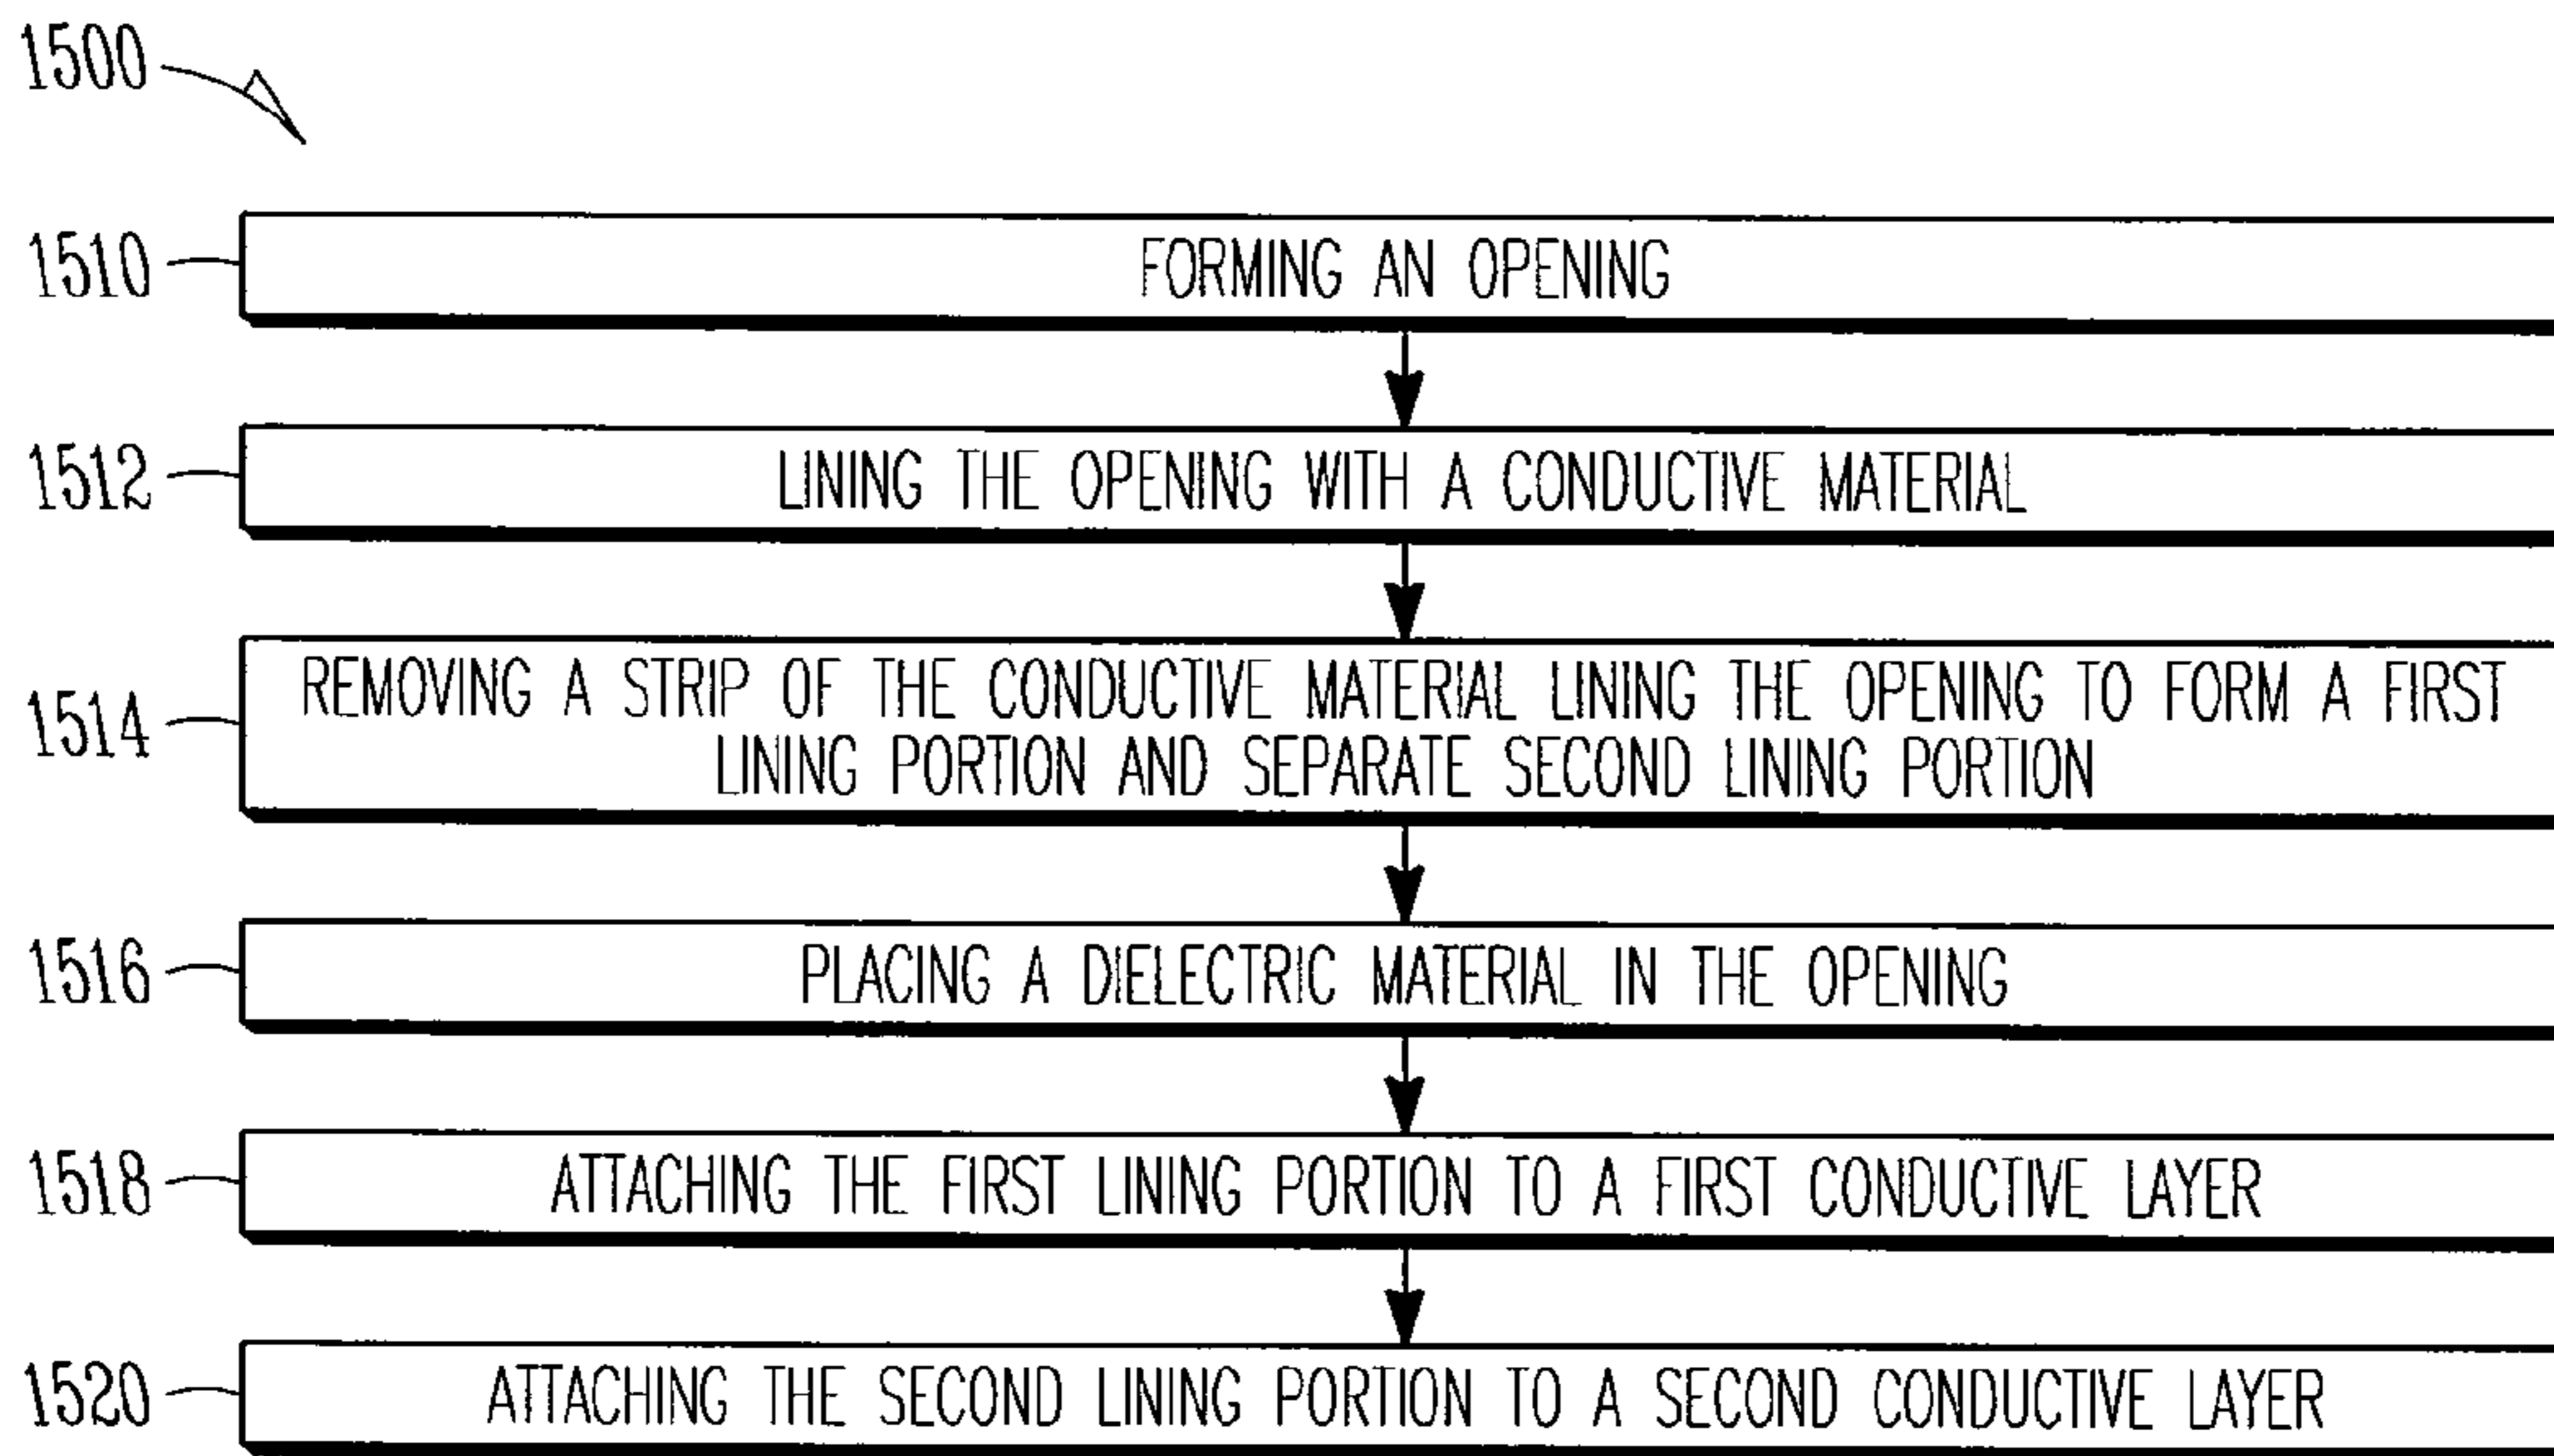 1500
1510 FORMING AN OPENING
1512 LINING THE OPENING WITH A CONDUCTIVE MATERIAL
1514 REMOVING A STRIP OF THE CONDUCTIVE MATERIAL LINING THE OPENING TO FORM A FIRST
LINING PORTION AND SEPARATE SECOND LINING PORTION
1516 PLACING A DIELECTRIC MATERIAL IN THE OPENING
1518 ATTACHING THE FIRST LINING PORTION TO A FIRST CONDUCTIVE LAYER
1520 ATTACHING THE SECOND LINING PORTION TO A SECOND CONDUCTIVE LAYER